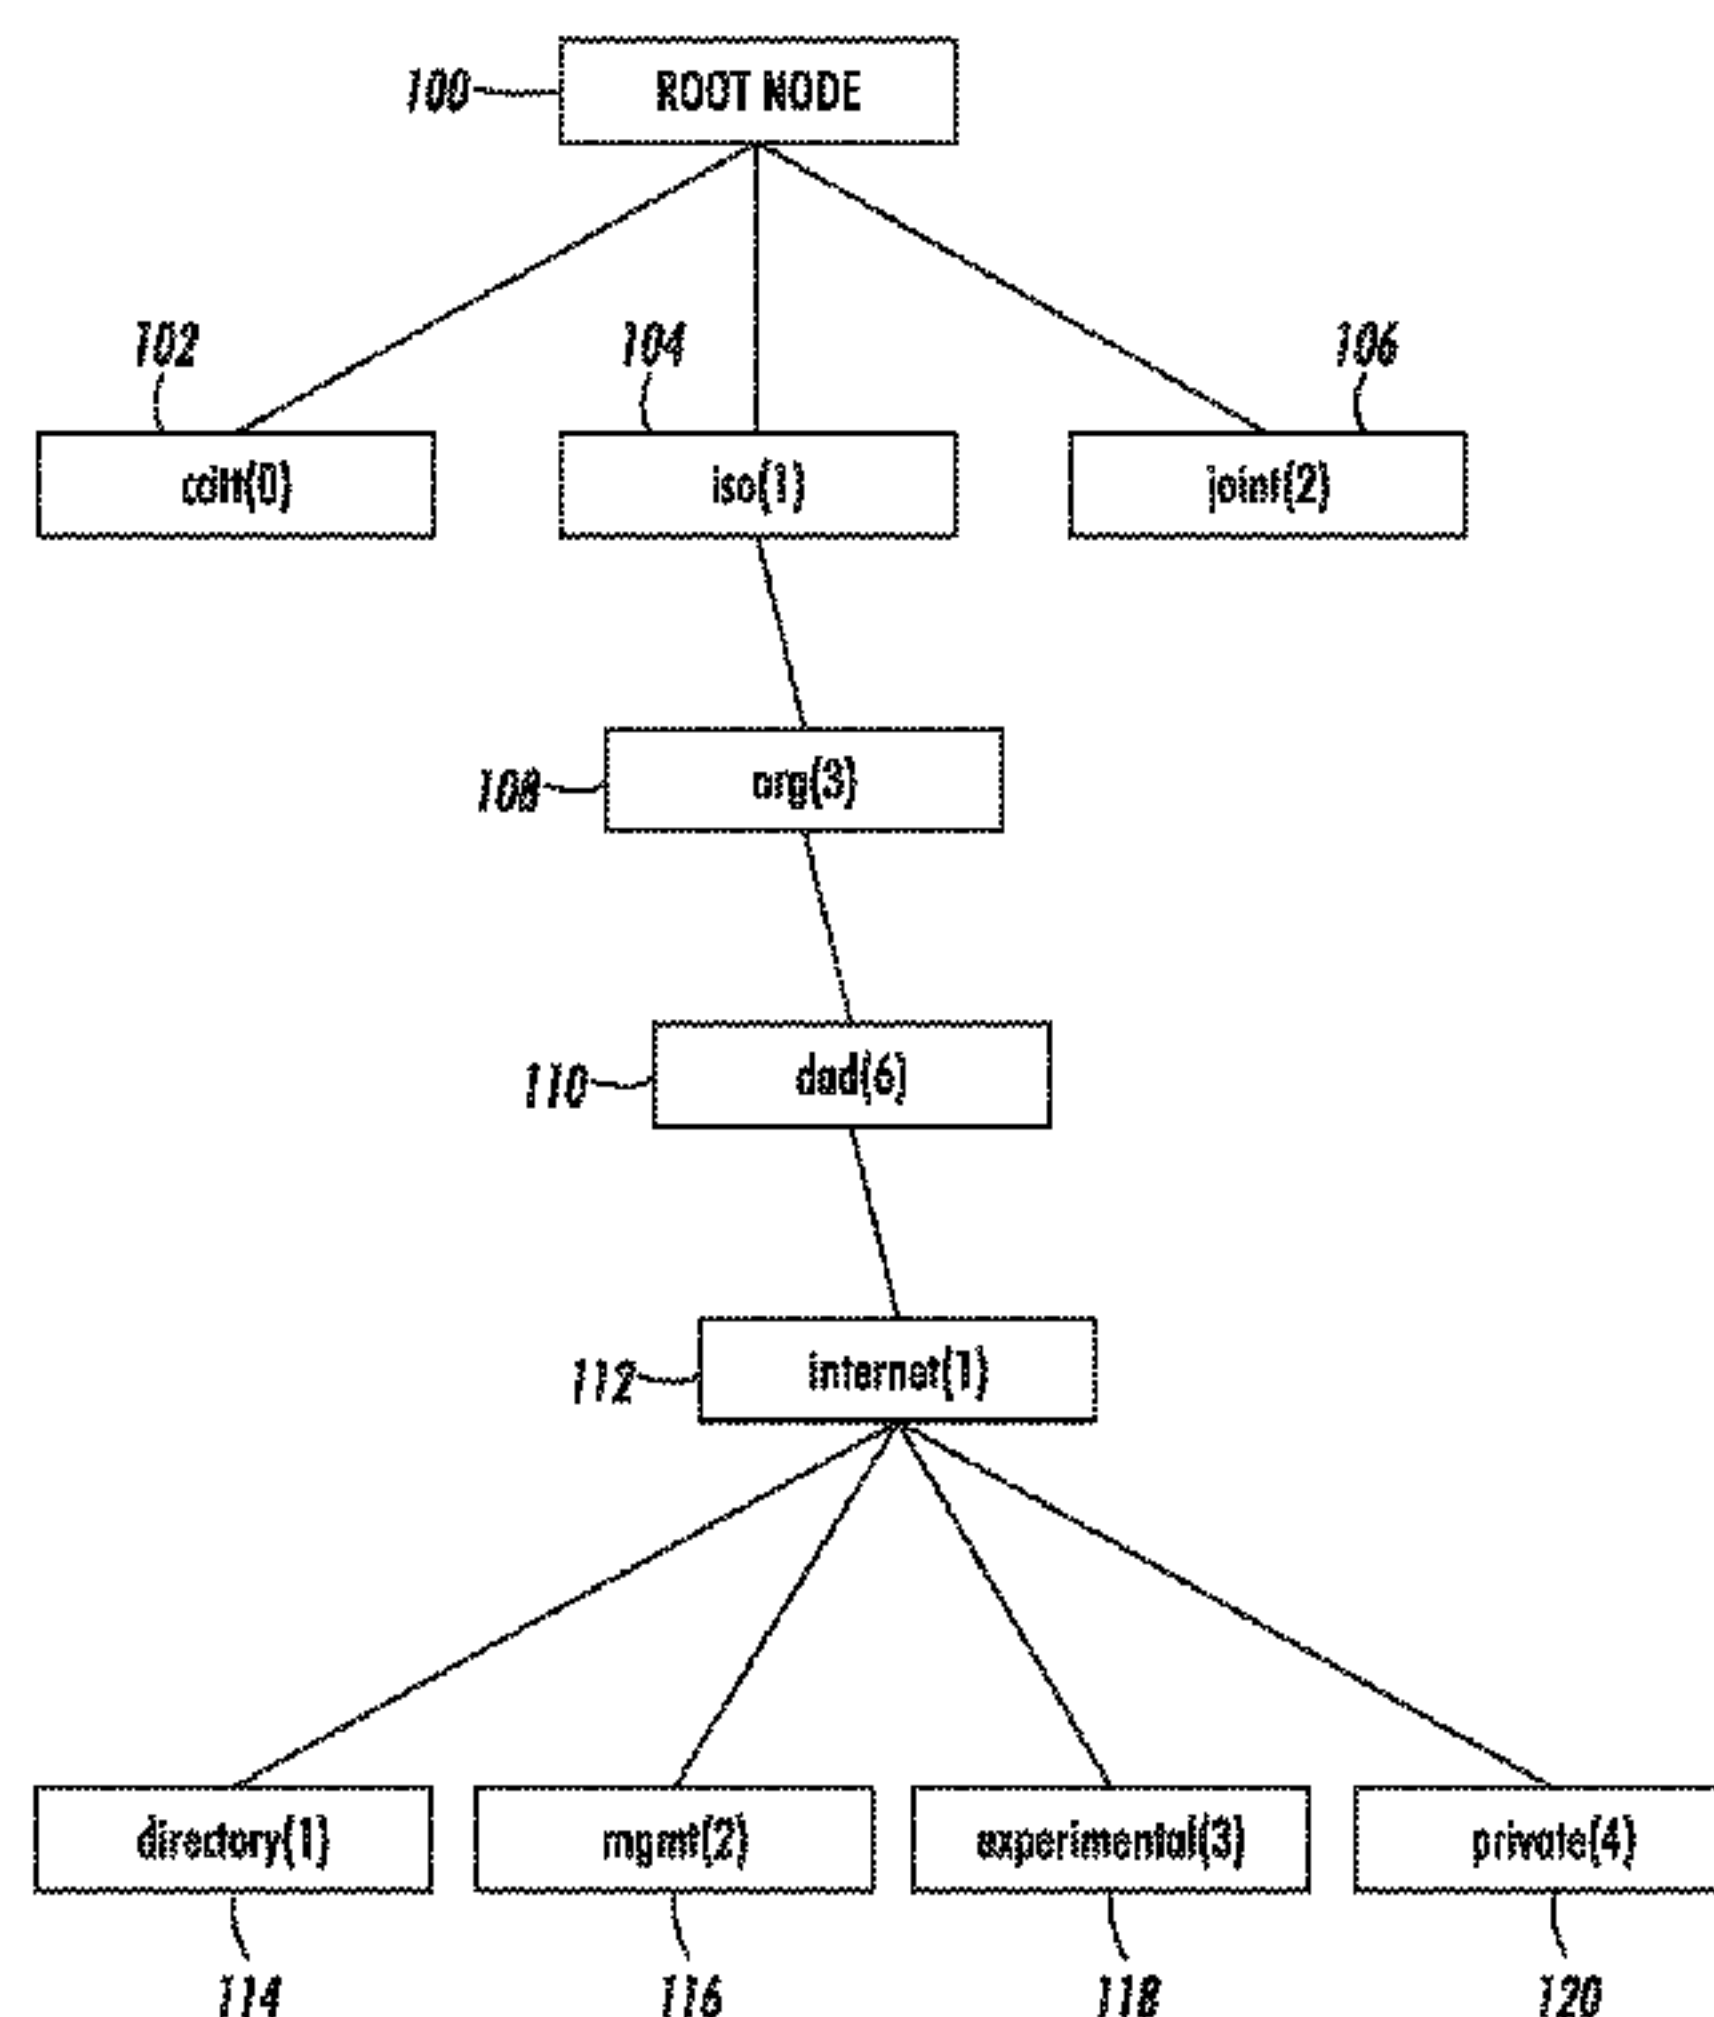 100
ROOT NODE
102
104
106
ccitt(0)
iso(1)
joint(2)
108
org(3)
110
dad(6)
112
internet(1)
directory(1)
mgmt(2)
experimental(3)
private(4)
114
116
118
120